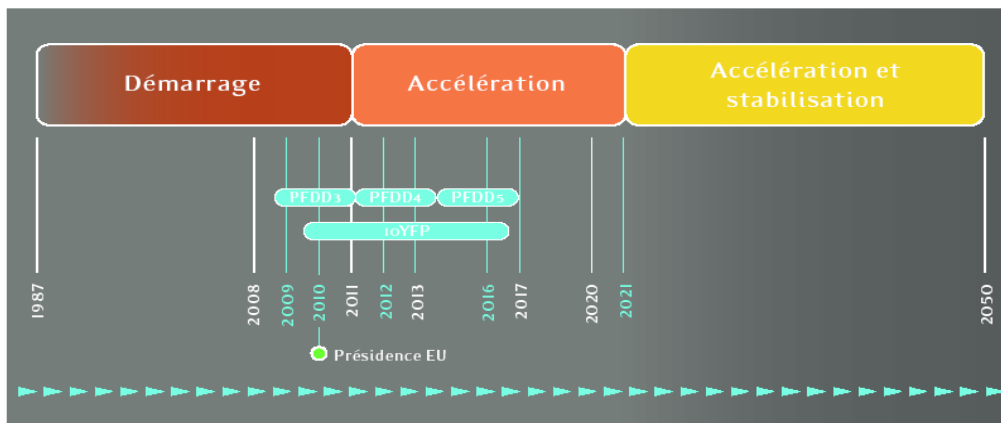 Démarrage
Accélération
Accélération et
stabilisation
PFDD3
PFDD4
PFDD5
10YFP
1987
2008
2009
2010
2011
2012
2013
2016
2017
2020
2021
2050
Présidence EU